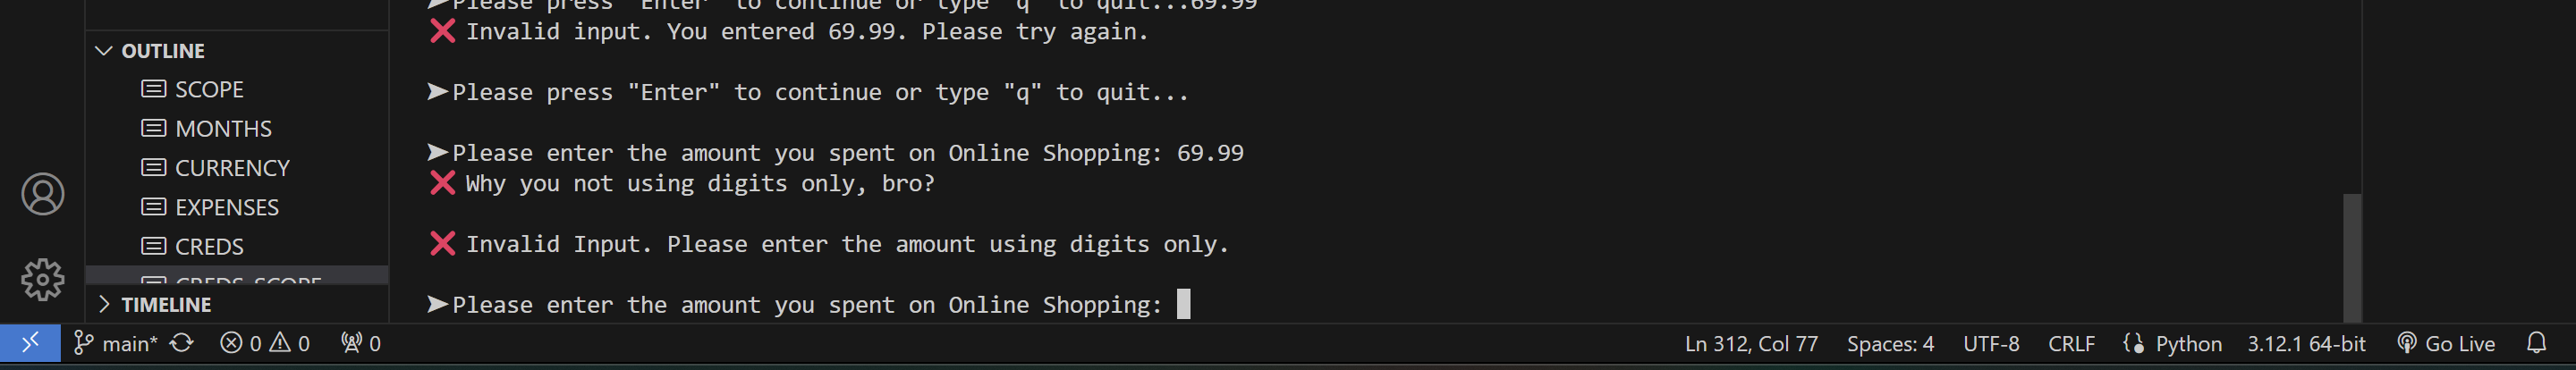 OUTLINE
SCOPE
MONTHS
CURRENCY
EXPENSES
CREDS
CREDS_SCOPE
TIMELINE
➤Please press "Enter" to continue or type "q" to quit...69.99
❌ Invalid input. You entered 69.99. Please try again.
➤Please press "Enter" to continue or type "q" to quit...
➤Please enter the amount you spent on Online Shopping: 69.99
❌ Why you not using digits only, bro?
❌ Invalid Input. Please enter the amount using digits only.
➤Please enter the amount you spent on Online Shopping:
main* 0 0 0 Ln 312, Col 77 Spaces: 4 UTF-8 CRLF Python 3.12.1 64-bit Go Live